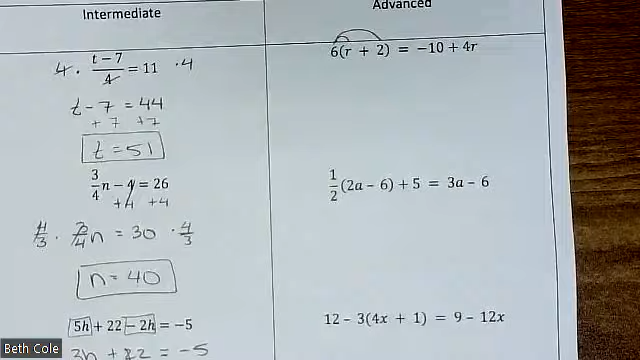 Intermediate
Advanced
4 · (t − 7)/4 = 11 · 4
t − 7 = 44
+ 7 + 7
t = 51
3/4 n − 4 = 26
+4 +4
4/3 · 3/4 n = 30 · 4/3
n = 40
5h + 22 − 2h = −5
3h + 22 = −5
6(r + 2) = −10 + 4r
1/2 (2a − 6) + 5 = 3a − 6
12 − 3(4x + 1) = 9 − 12x
Beth Cole